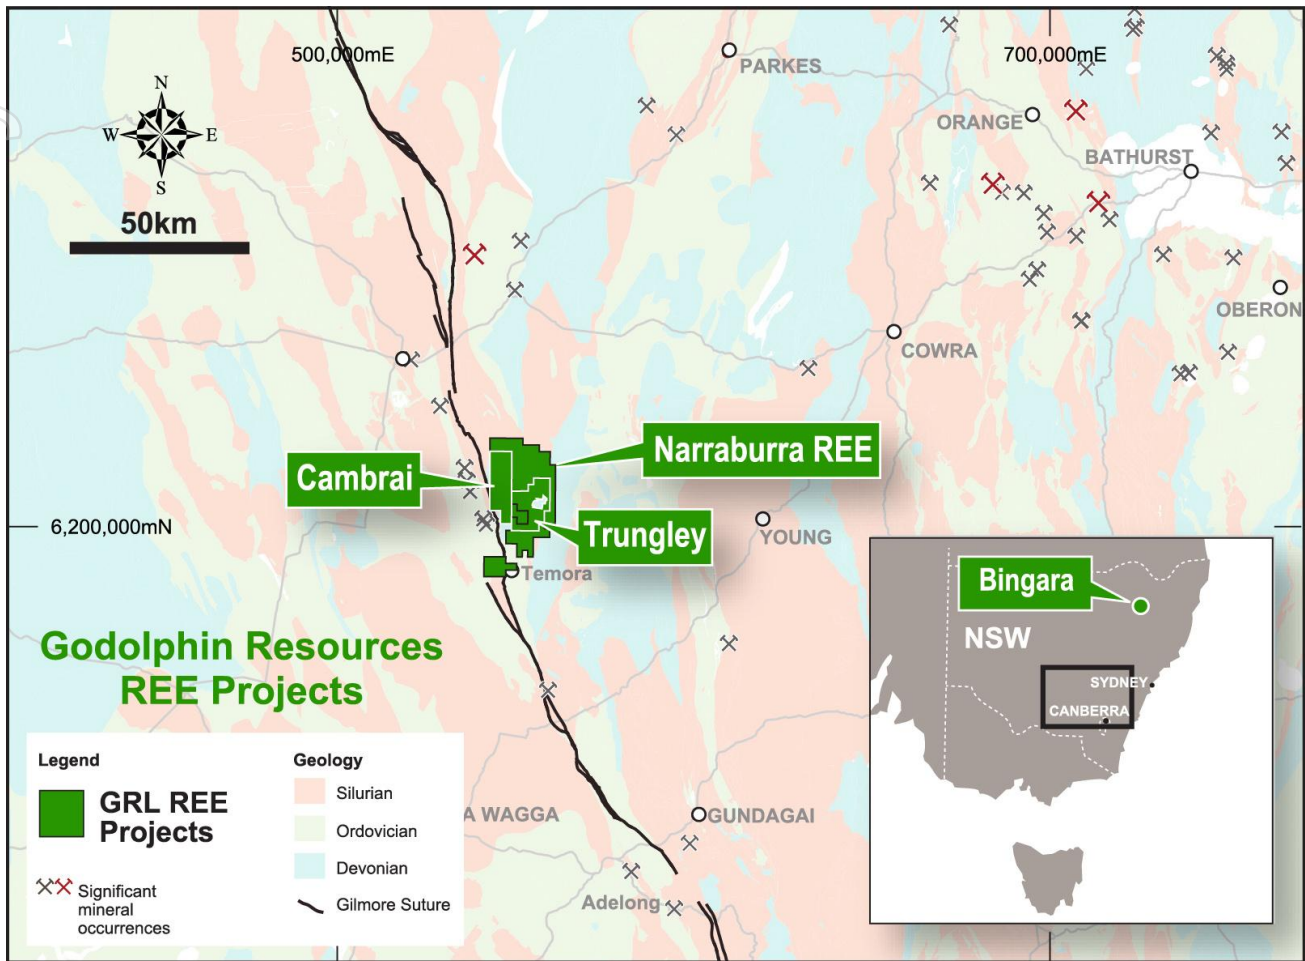 500,000mE
700,000mE
PARKES
N
W
E
S
ORANGE
BATHURST
50km
OBERON
COWRA
Narraburra REE
Cambrai
6,200,000mN
Trungley
YOUNG
Temora
Bingara
NSW
SYDNEY
CANBERRA
Godolphin Resources
REE Projects
Legend
GRL REE
Projects
Significant
mineral
occurrences
Geology
Silurian
Ordovician
Devonian
Gilmore Suture
A WAGGA
GUNDAGAI
Adelong